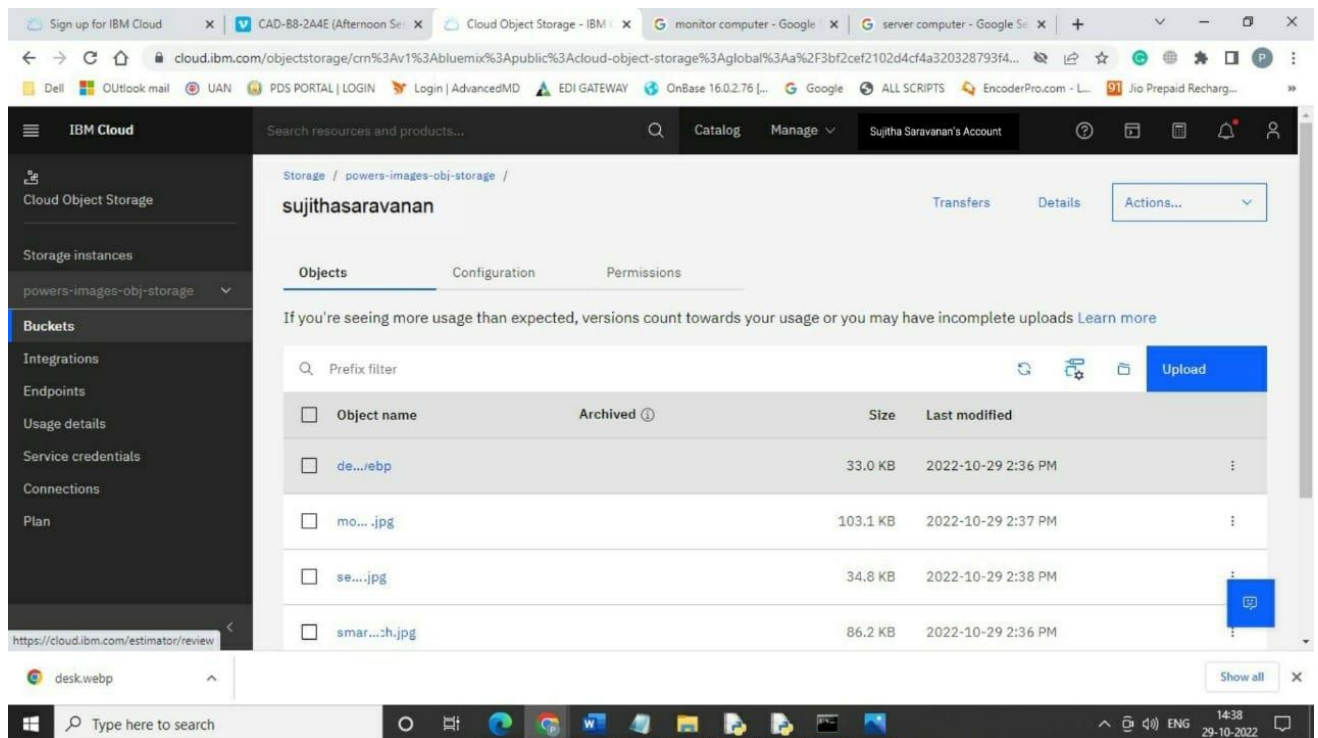 Sign up for IBM Cloud
CAD-B8-2A4E (Afternoon Se
Cloud Object Storage - IBM C
monitor computer - Google
server computer - Google Se
cloud.ibm.com/objectstorage/crn%3Av1%3Abluemix%3Apublic%3Acloud-object-storage%3Aglobal%3Aa%2F3bf2cef2102d4cf4a320328793f4...
Dell
OUtlook mail
UAN
PDS PORTAL | LOGIN
Login | AdvancedMD
EDI GATEWAY
OnBase 16.0.2.76 [...
Google
ALL SCRIPTS
EncoderPro.com - L...
Jio Prepaid Recharg...
IBM Cloud
Search resources and products...
Catalog
Manage
Sujitha Saravanan's Account
Cloud Object Storage
Storage instances
powers-images-obj-storage
Buckets
Integrations
Endpoints
Usage details
Service credentials
Connections
Plan
https://cloud.ibm.com/estimator/review
Storage / powers-images-obj-storage /
sujithasaravanan
Transfers
Details
Actions...
Objects
Configuration
Permissions
If you're seeing more usage than expected, versions count towards your usage or you may have incomplete uploads Learn more
Prefix filter
Upload
Object name Archived Size Last modified
de...vebp 33.0 KB 2022-10-29 2:36 PM
mo... .jpg 103.1 KB 2022-10-29 2:37 PM
se....jpg 34.8 KB 2022-10-29 2:38 PM
smar...ch.jpg 86.2 KB 2022-10-29 2:36 PM
desk.webp
Show all
Type here to search
ENG
14:38
29-10-2022